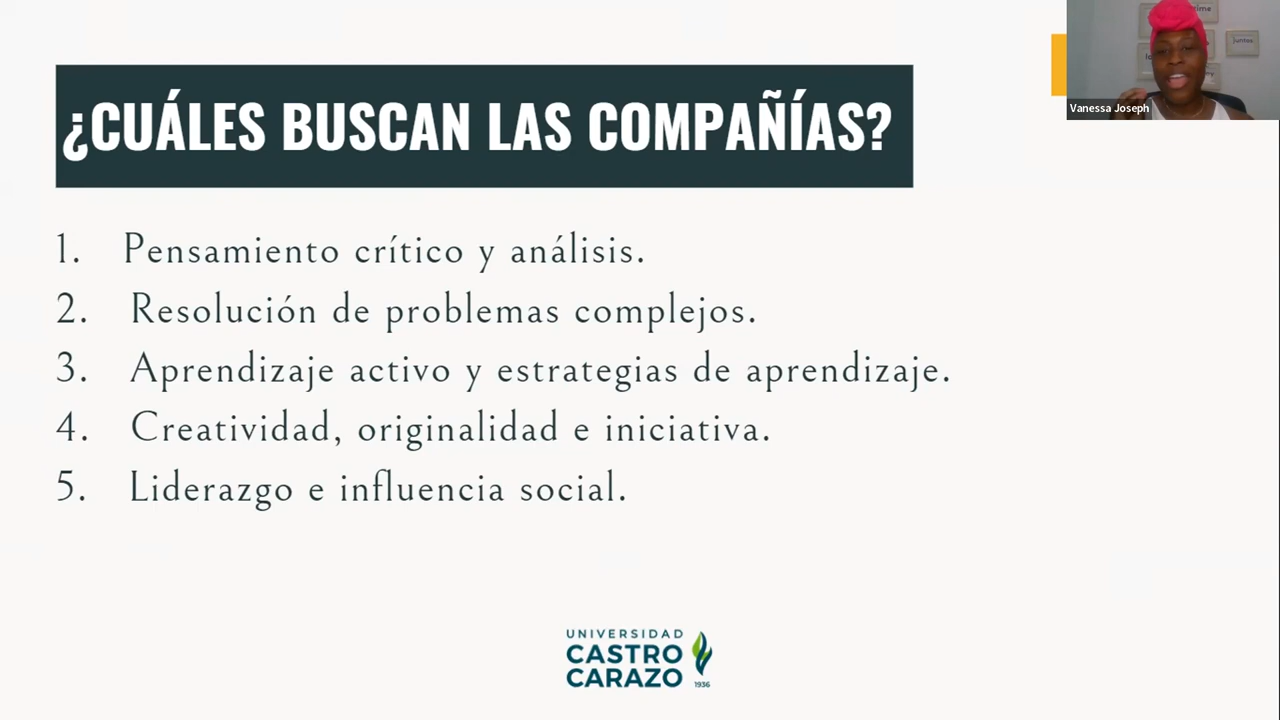 ¿CUÁLES BUSCAN LAS COMPAÑÍAS?
1. Pensamiento crítico y análisis.
2. Resolución de problemas complejos.
3. Aprendizaje activo y estrategias de aprendizaje.
4. Creatividad, originalidad e iniciativa.
5. Liderazgo e influencia social.
Vanessa Joseph
juntos
UNIVERSIDAD
CASTRO
CARAZO
1936